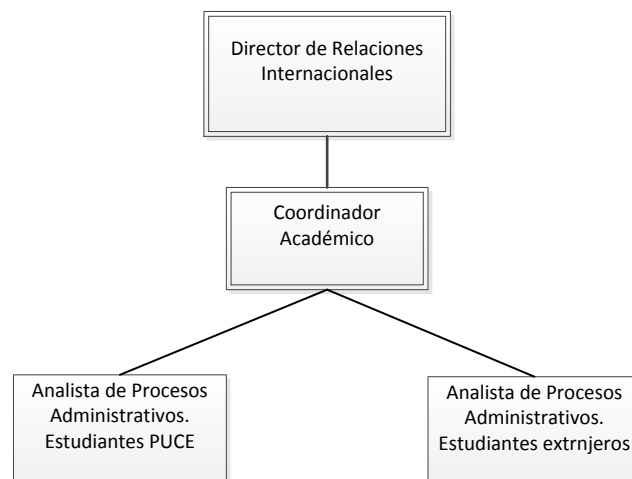 Director de Relaciones
Internacionales
Coordinador
Académico
Analista de Procesos
Administrativos.
Estudiantes PUCE
Analista de Procesos
Administrativos.
Estudiantes extrnjeros